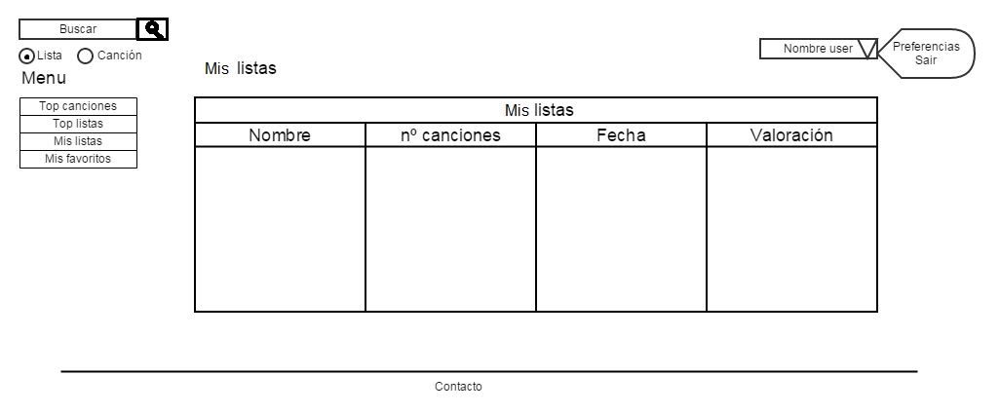 Buscar
Lista
Canción
Menu
Top canciones
Top listas
Mis listas
Mis favoritos
Mis listas
Nombre user
Preferencias
Sair
Mis listas
Nombre
nº canciones
Fecha
Valoración
Contacto